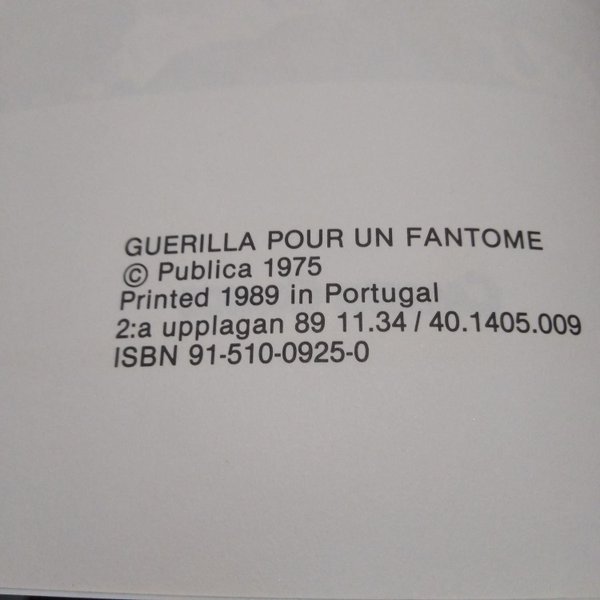 GUERILLA POUR UN FANTOME
© Publica 1975
Printed 1989 in Portugal
2:a upplagan 89 11.34 / 40.1405.009
ISBN 91-510-0925-0